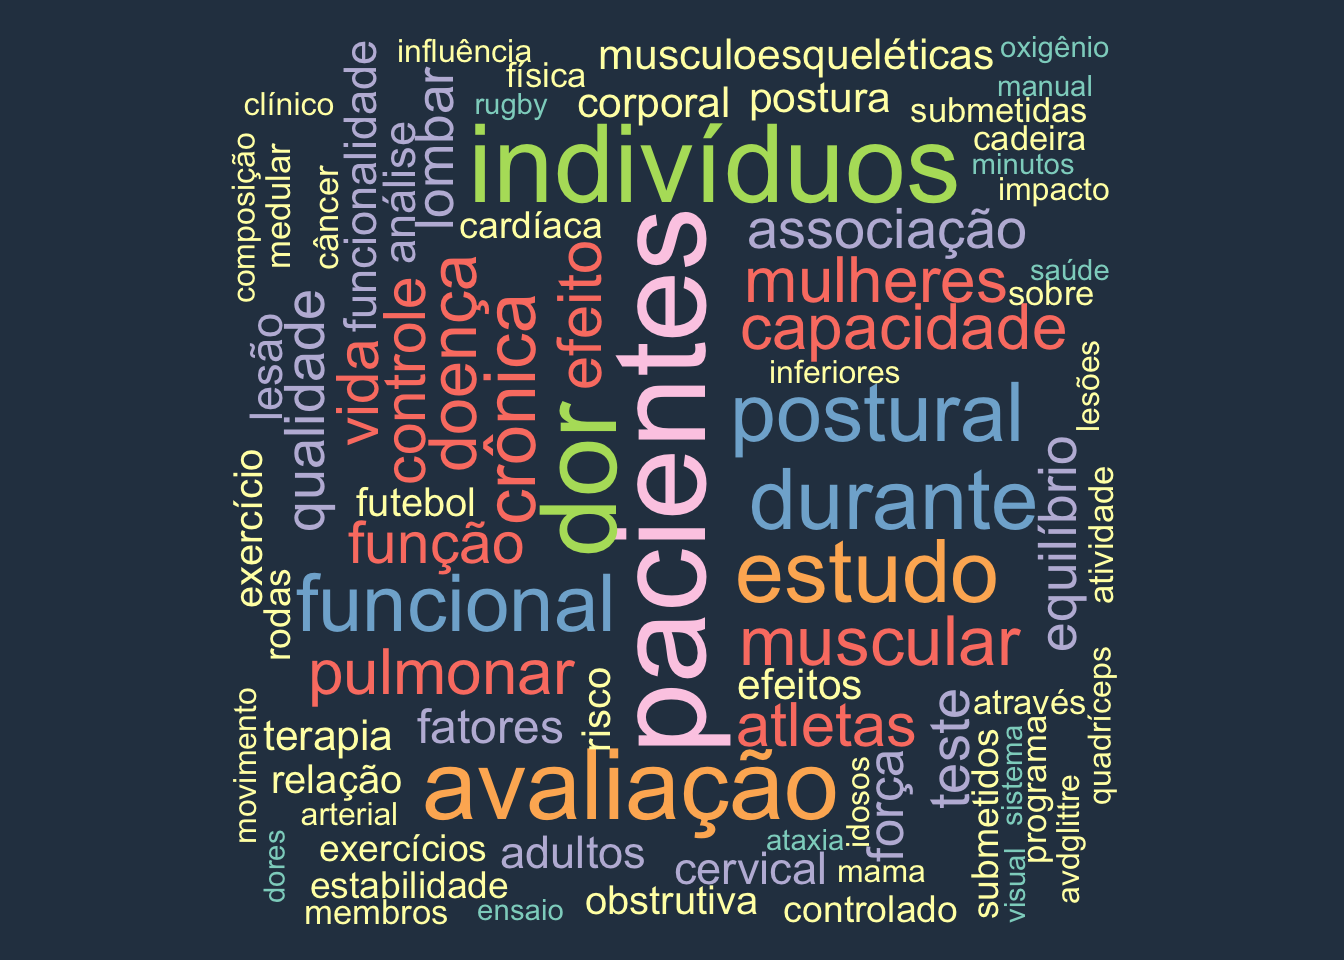 influência
musculoesqueléticas
oxigênio
física
manual
clínico
rugby
corporal
postura
submetidas
funcionalidade
lombar
análise
indivíduos
cadeira
minutos
impacto
composição
medular
câncer
cardíaca
pacientes
associação
mulheres
saúde
sobre
efeito
doença
controle
crônica
capacidade
qualidade
lesão
vida
inferiores
lesões
dor
postural
futebol
durante
equilíbrio
atividade
exercício
função
estudo
rodas
funcional
muscular
pulmonar
efeitos
quadríceps
movimento
terapia
fatores
risco
atletas
teste
através
relação
avaliação
idosos
força
submetidos
sistema
programa
avdglittre
arterial
dores
exercícios
adultos
ataxia
cervical
mama
visual
estabilidade
obstrutiva
controlado
membros
ensaio